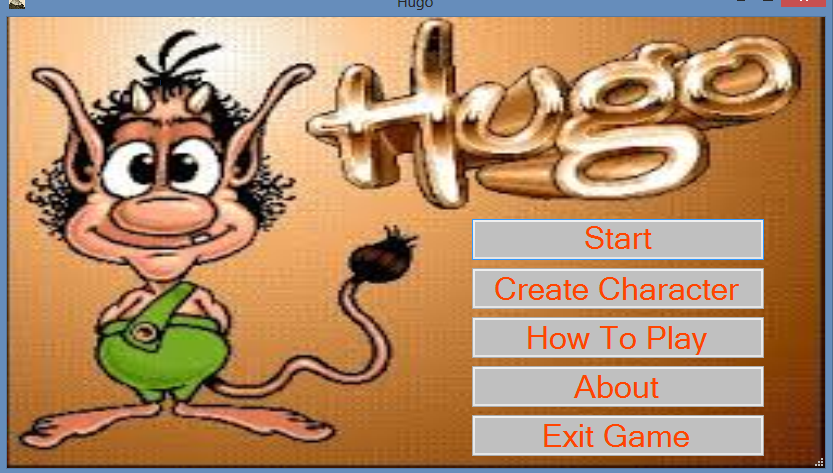 Hugo
Hugo
Start
Create Character
How To Play
About
Exit Game